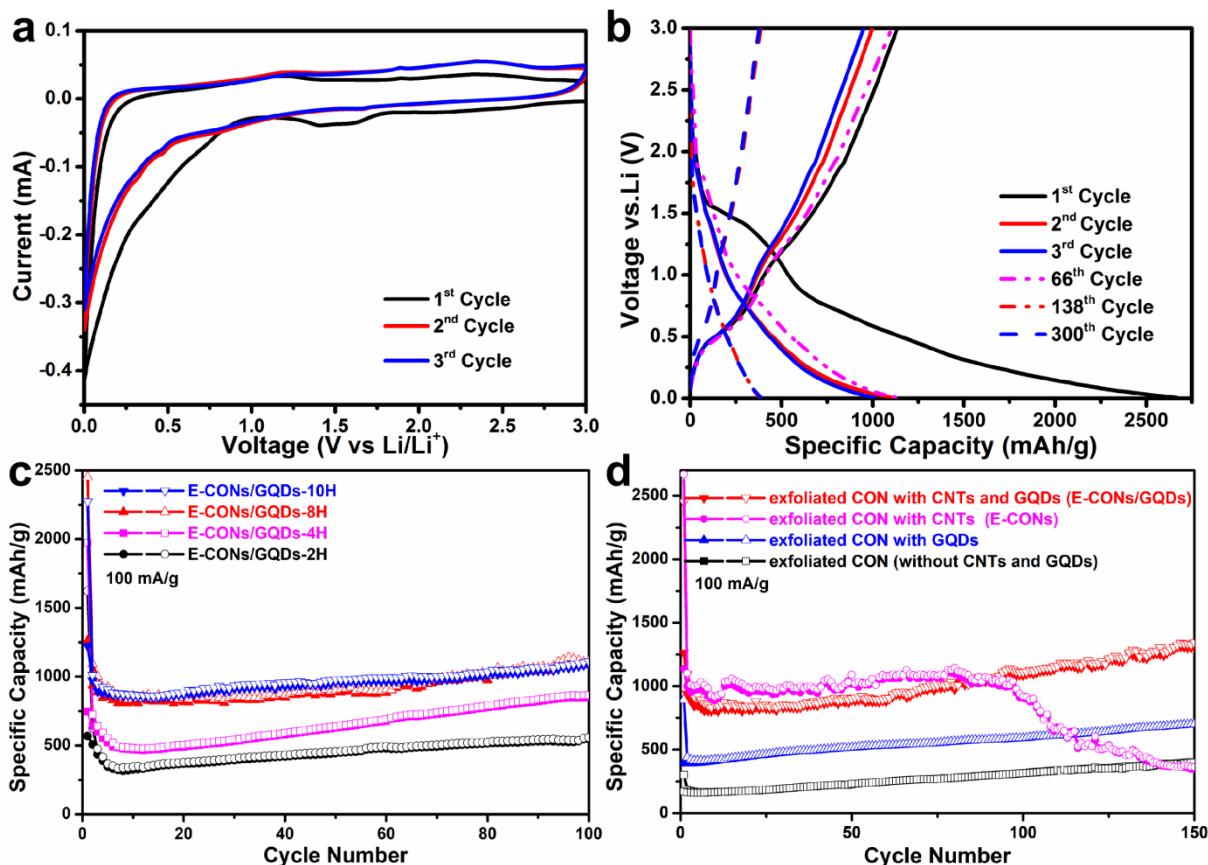 a
0.1
0.0
-0.1
-0.2
-0.3
-0.4
Current (mA)
1st Cycle
2nd Cycle
3rd Cycle
0.0 0.5 1.0 1.5 2.0 2.5 3.0
Voltage (V vs Li/Li+)
b
3.0
2.5
2.0
1.5
1.0
0.5
0.0
Voltage vs.Li (V)
1st Cycle
2nd Cycle
3rd Cycle
66th Cycle
138th Cycle
300th Cycle
0 500 1000 1500 2000 2500
Specific Capacity (mAh/g)
c
2500
2250
2000
1750
1500
1250
1000
750
500
250
0
Specific Capacity (mAh/g)
E-CONs/GQDs-10H
E-CONs/GQDs-8H
E-CONs/GQDs-4H
E-CONs/GQDs-2H
100 mA/g
0 20 40 60 80 100
Cycle Number
d
2500
2000
1500
1000
500
0
Specific Capacity (mAh/g)
exfoliated CON with CNTs and GQDs (E-CONs/GQDs)
exfoliated CON with CNTs (E-CONs)
exfoliated CON with GQDs
exfoliated CON (without CNTs and GQDs)
100 mA/g
0 50 100 150
Cycle Number